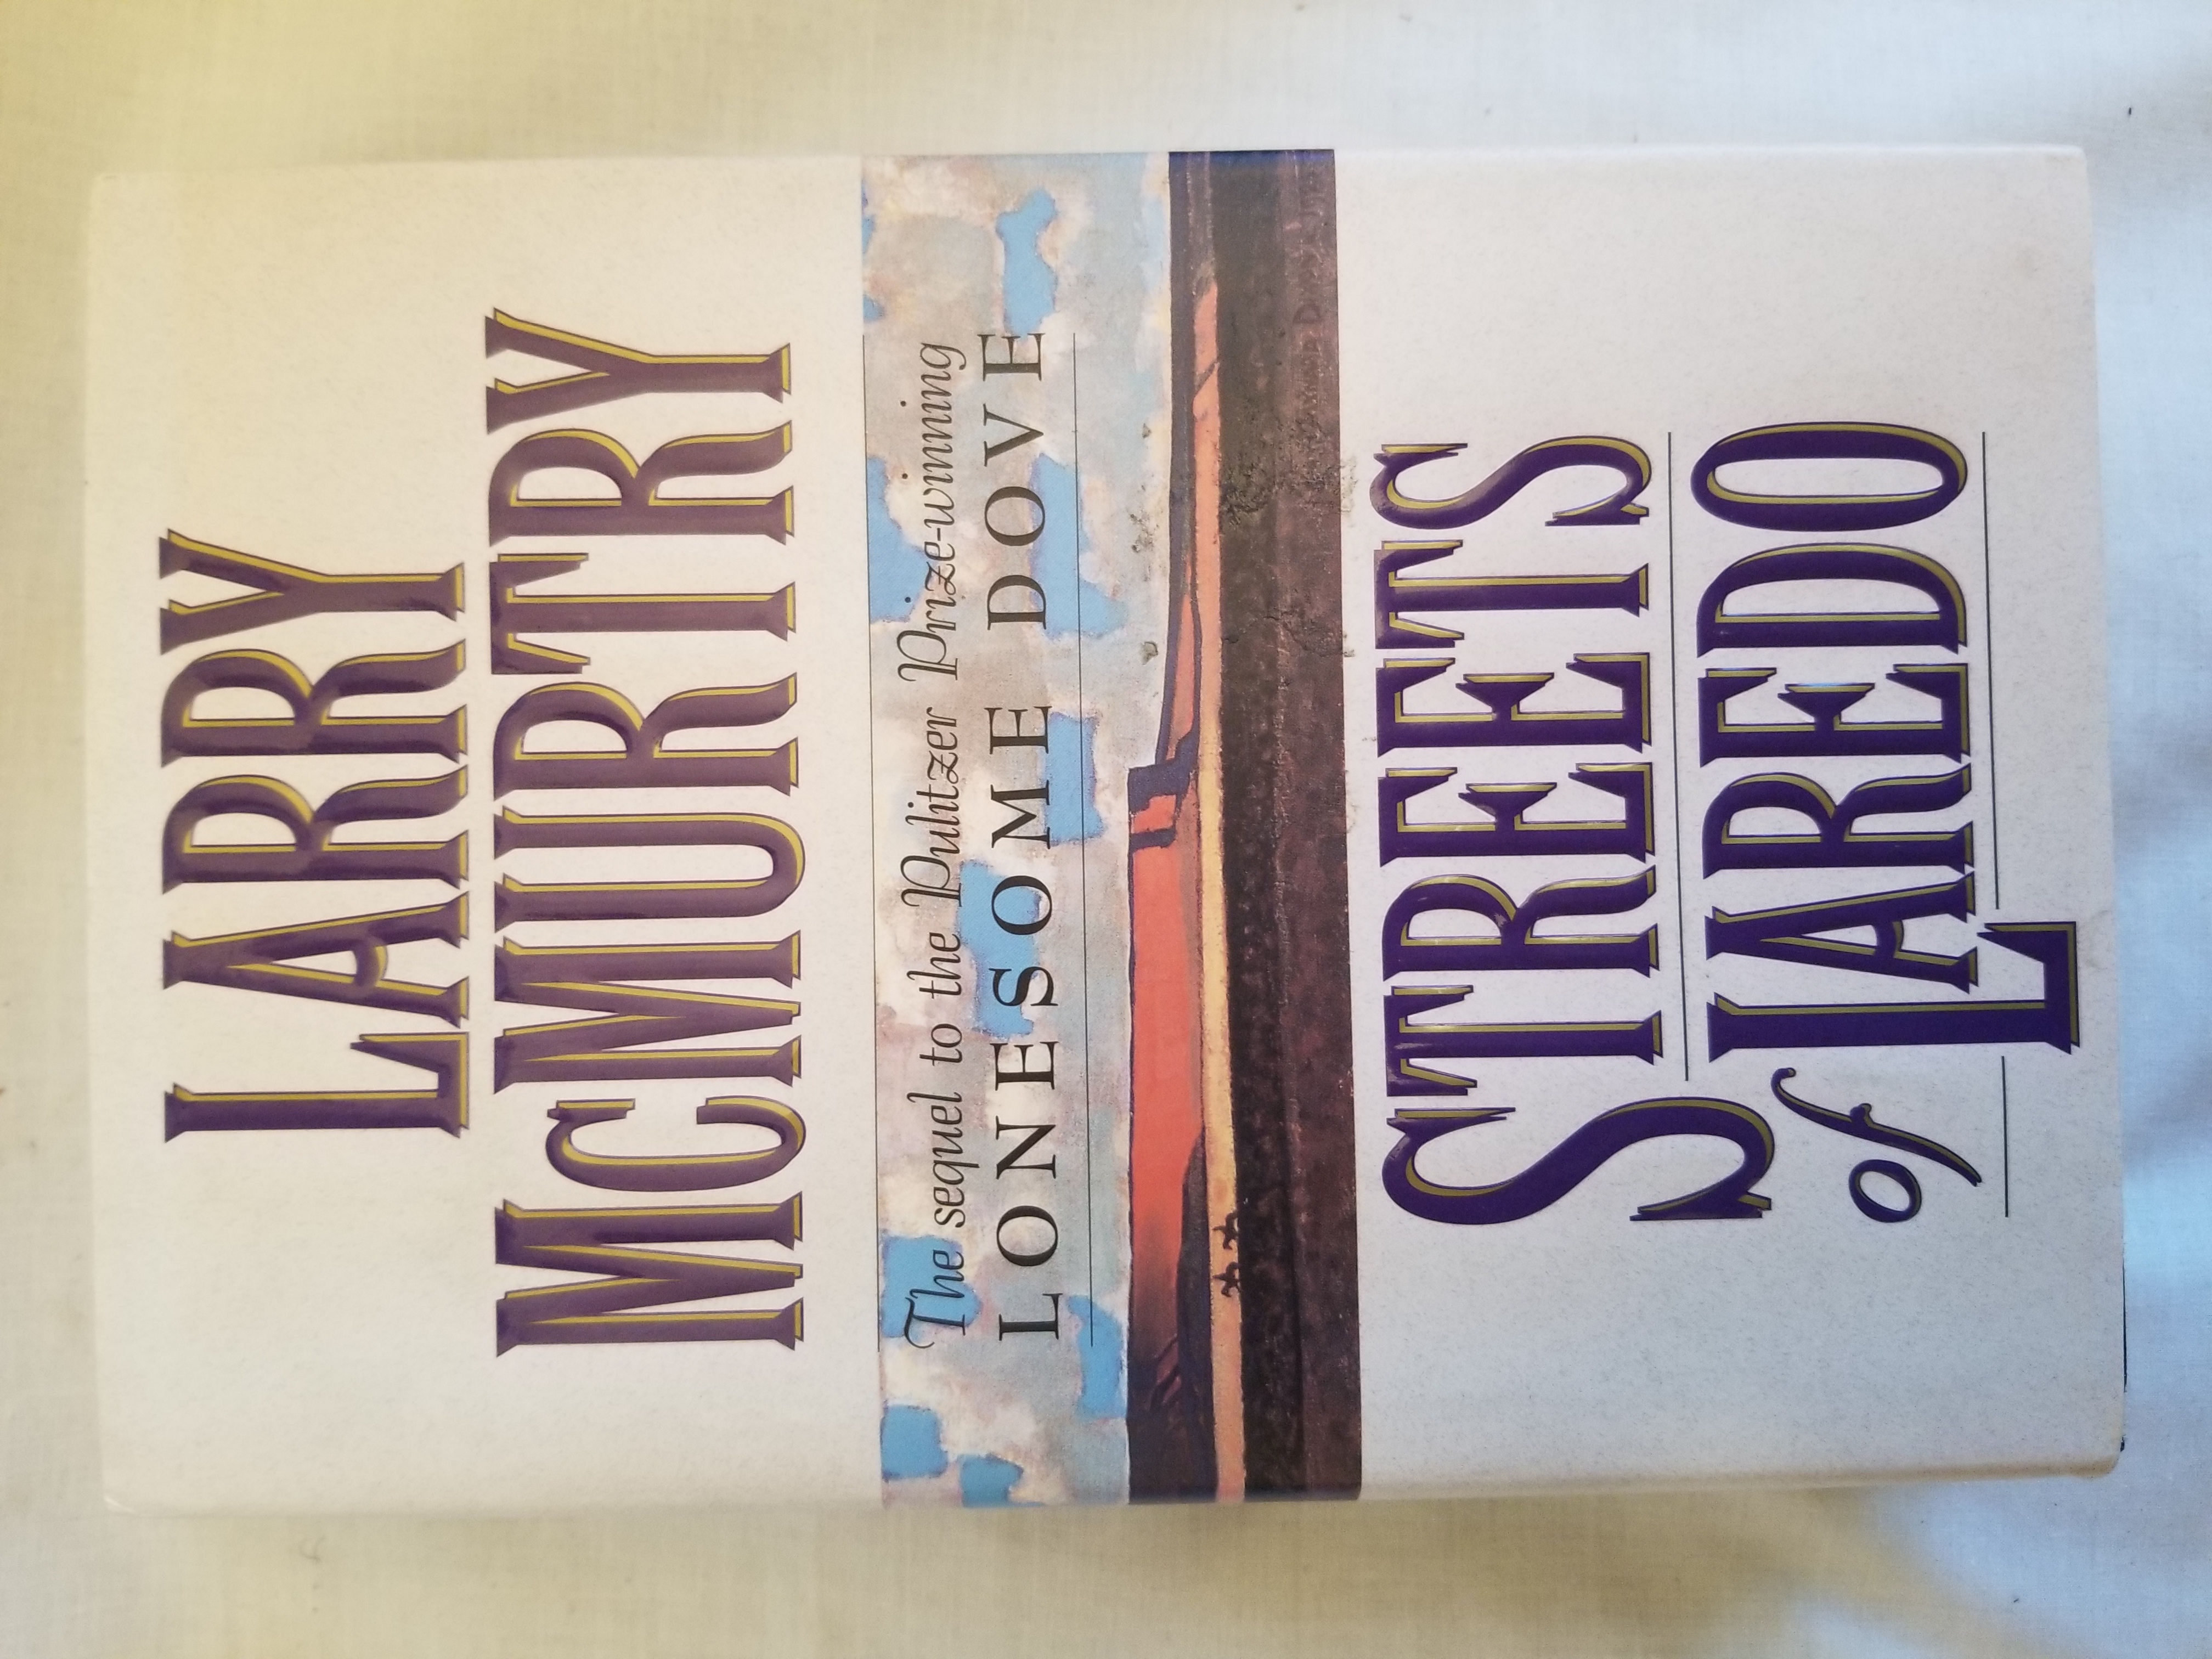 LARRY
MCMURTRY
The sequel to the Pulitzer Prize-winning
LONESOME DOVE
STREETS
of LAREDO